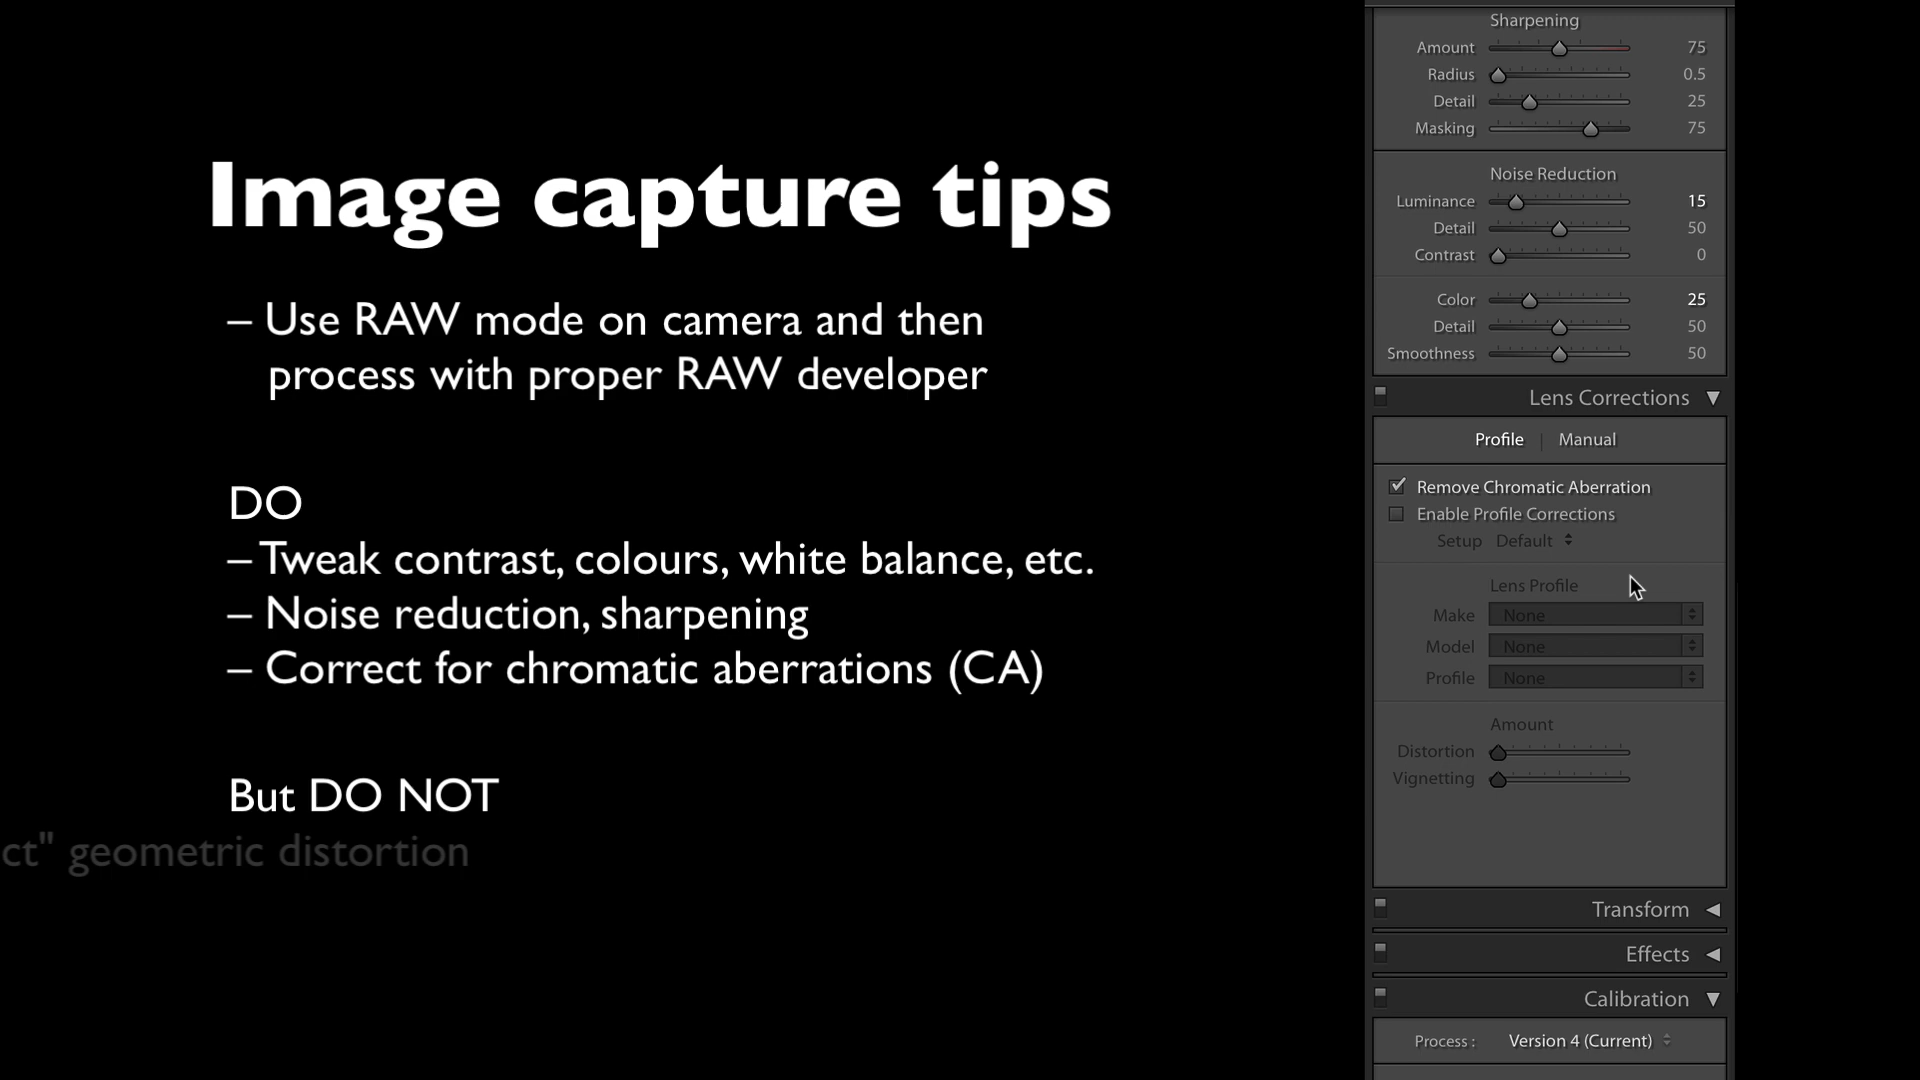 Image capture tips
– Use RAW mode on camera and then
process with proper RAW developer
DO
– Tweak contrast, colours, white balance, etc.
– Noise reduction, sharpening
– Correct for chromatic aberrations (CA)
But DO NOT
ct" geometric distortion
Sharpening
Amount 75
Radius 0.5
Detail 25
Masking 75
Noise Reduction
Luminance 15
Detail 50
Contrast 0
Color 25
Detail 50
Smoothness 50
Lens Corrections
Profile | Manual
Remove Chromatic Aberration
Enable Profile Corrections
Setup Default
Lens Profile
Make None
Model None
Profile None
Amount
Distortion
Vignetting
Transform
Effects
Calibration
Process : Version 4 (Current)